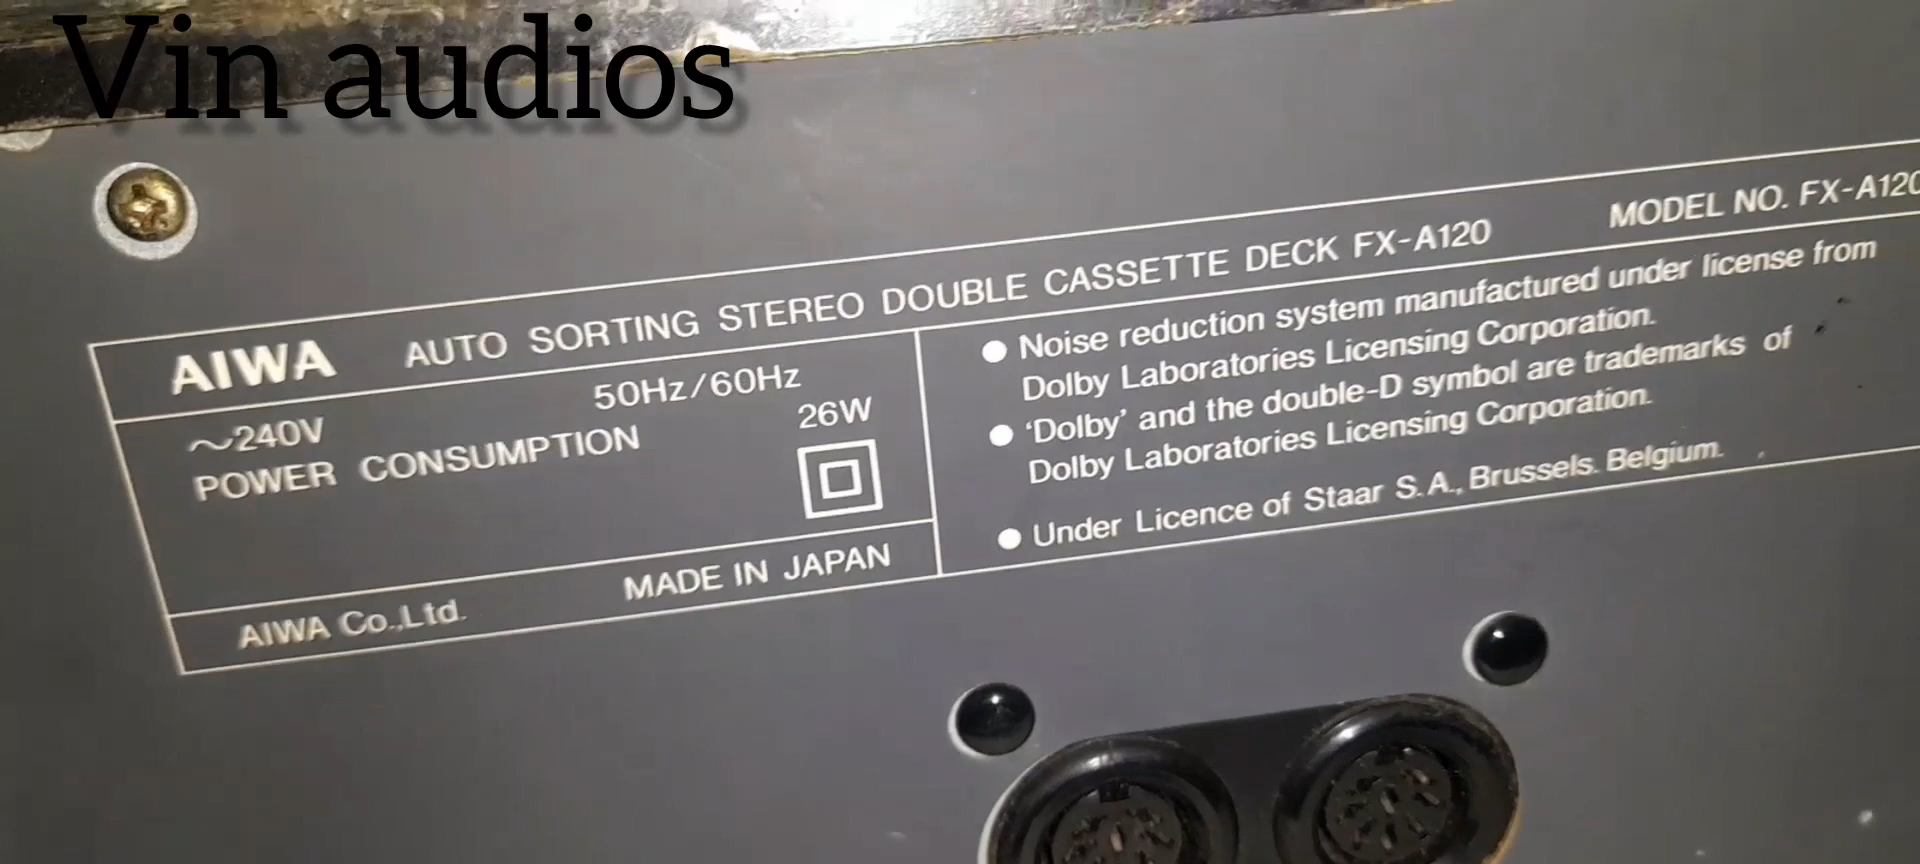 Vin audios
AIWA AUTO SORTING STEREO DOUBLE CASSETTE DECK FX-A120 MODEL NO. FX-A120
~240V 50Hz/60Hz
POWER CONSUMPTION 26W
AIWA Co.,Ltd. MADE IN JAPAN
● Noise reduction system manufactured under license from
Dolby Laboratories Licensing Corporation.
● ‘Dolby’ and the double-D symbol are trademarks of
Dolby Laboratories Licensing Corporation.
● Under Licence of Staar S.A., Brussels. Belgium.